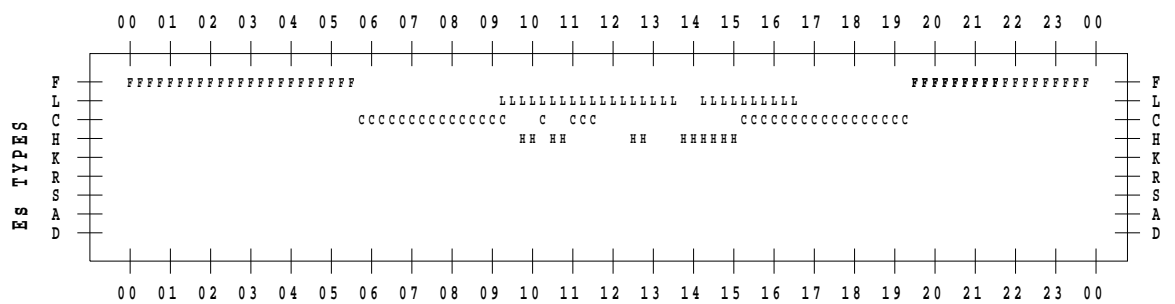 00 01 02 03 04 05 06 07 08 09 10 11 12 13 14 15 16 17 18 19 20 21 22 23 00
F FFFFFFFFFFFFFFFFFFFFFFF FFFFFFFFFFFFFFFFFF F
L LLLLLLLLLLLLLLLLLL LLLLLLLLLL L
C CCCCCCCCCCCCCCC C CCC CCCCCCCCCCCCCCCCC C
H HH HH HH HHHHHH H
K K
R R
S S
A A
D D
Es TYPES
00 01 02 03 04 05 06 07 08 09 10 11 12 13 14 15 16 17 18 19 20 21 22 23 00